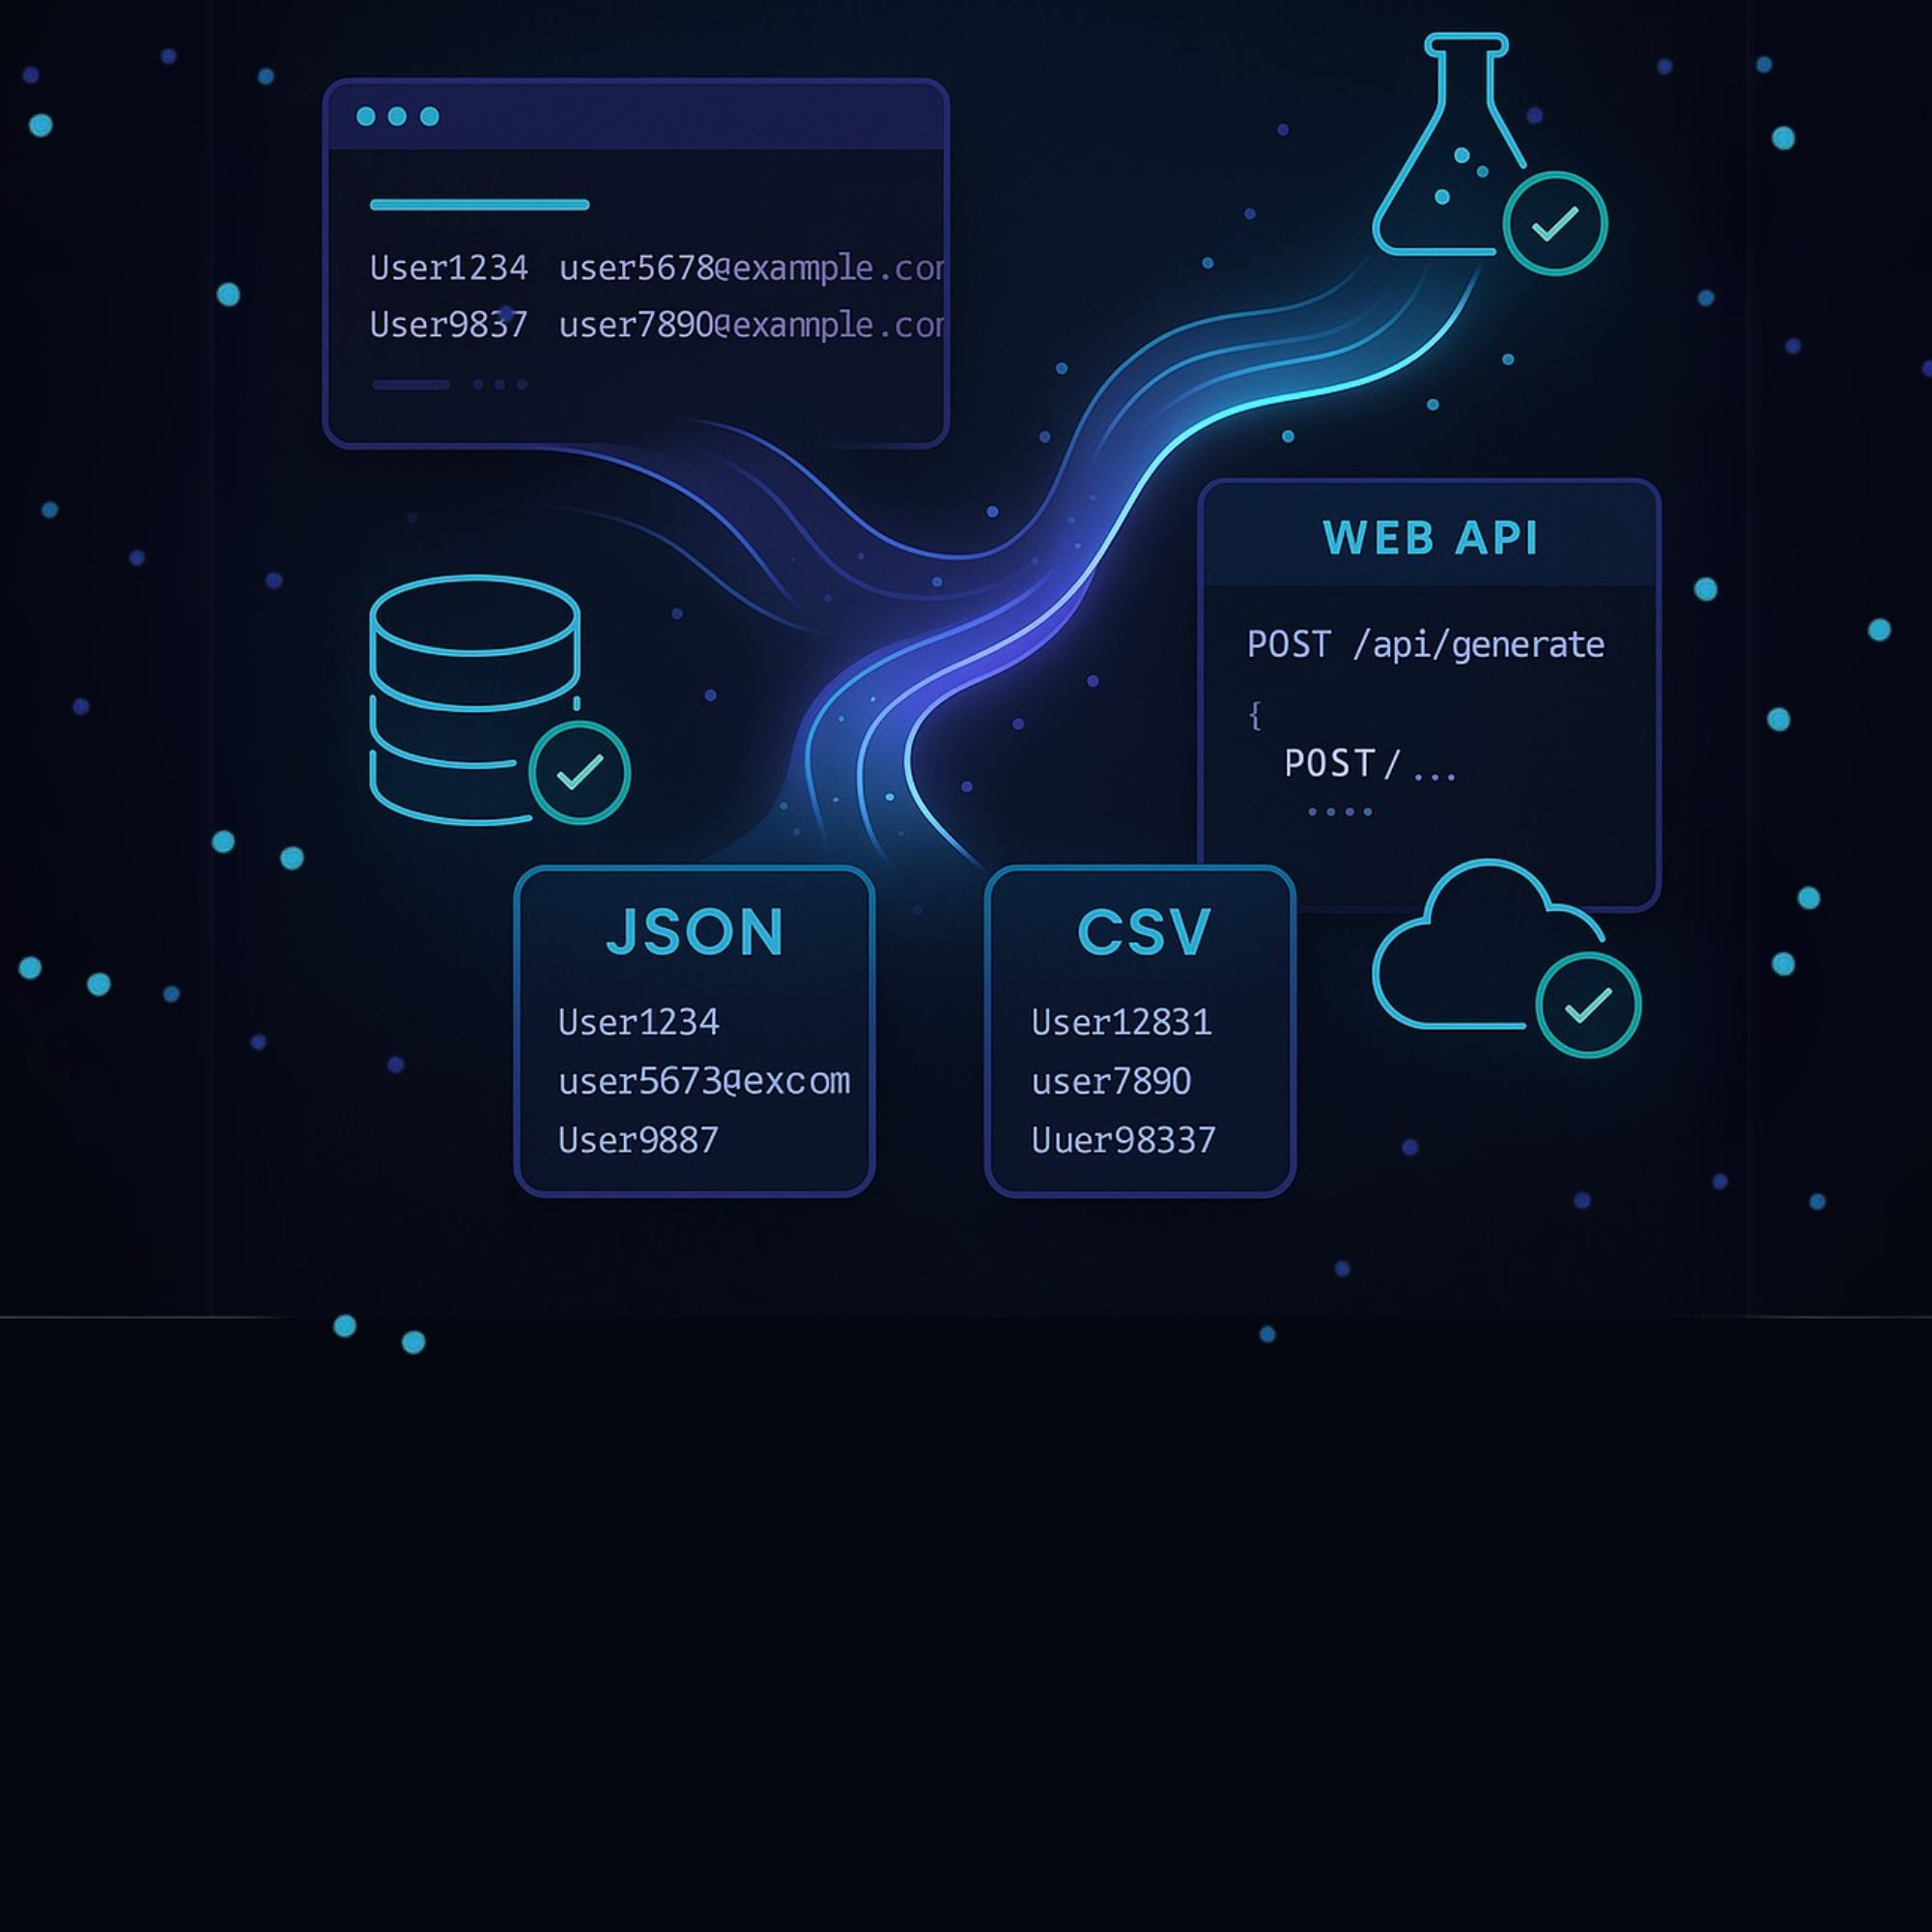 User1234 user5678@exarmple.cor
User9837 user7890@exannple.cor
WEB API
POST /api/generate
{
POST/...
JSON
User1234
user5673@excom
User9887
CSV
User12831
user7890
Uuer98337